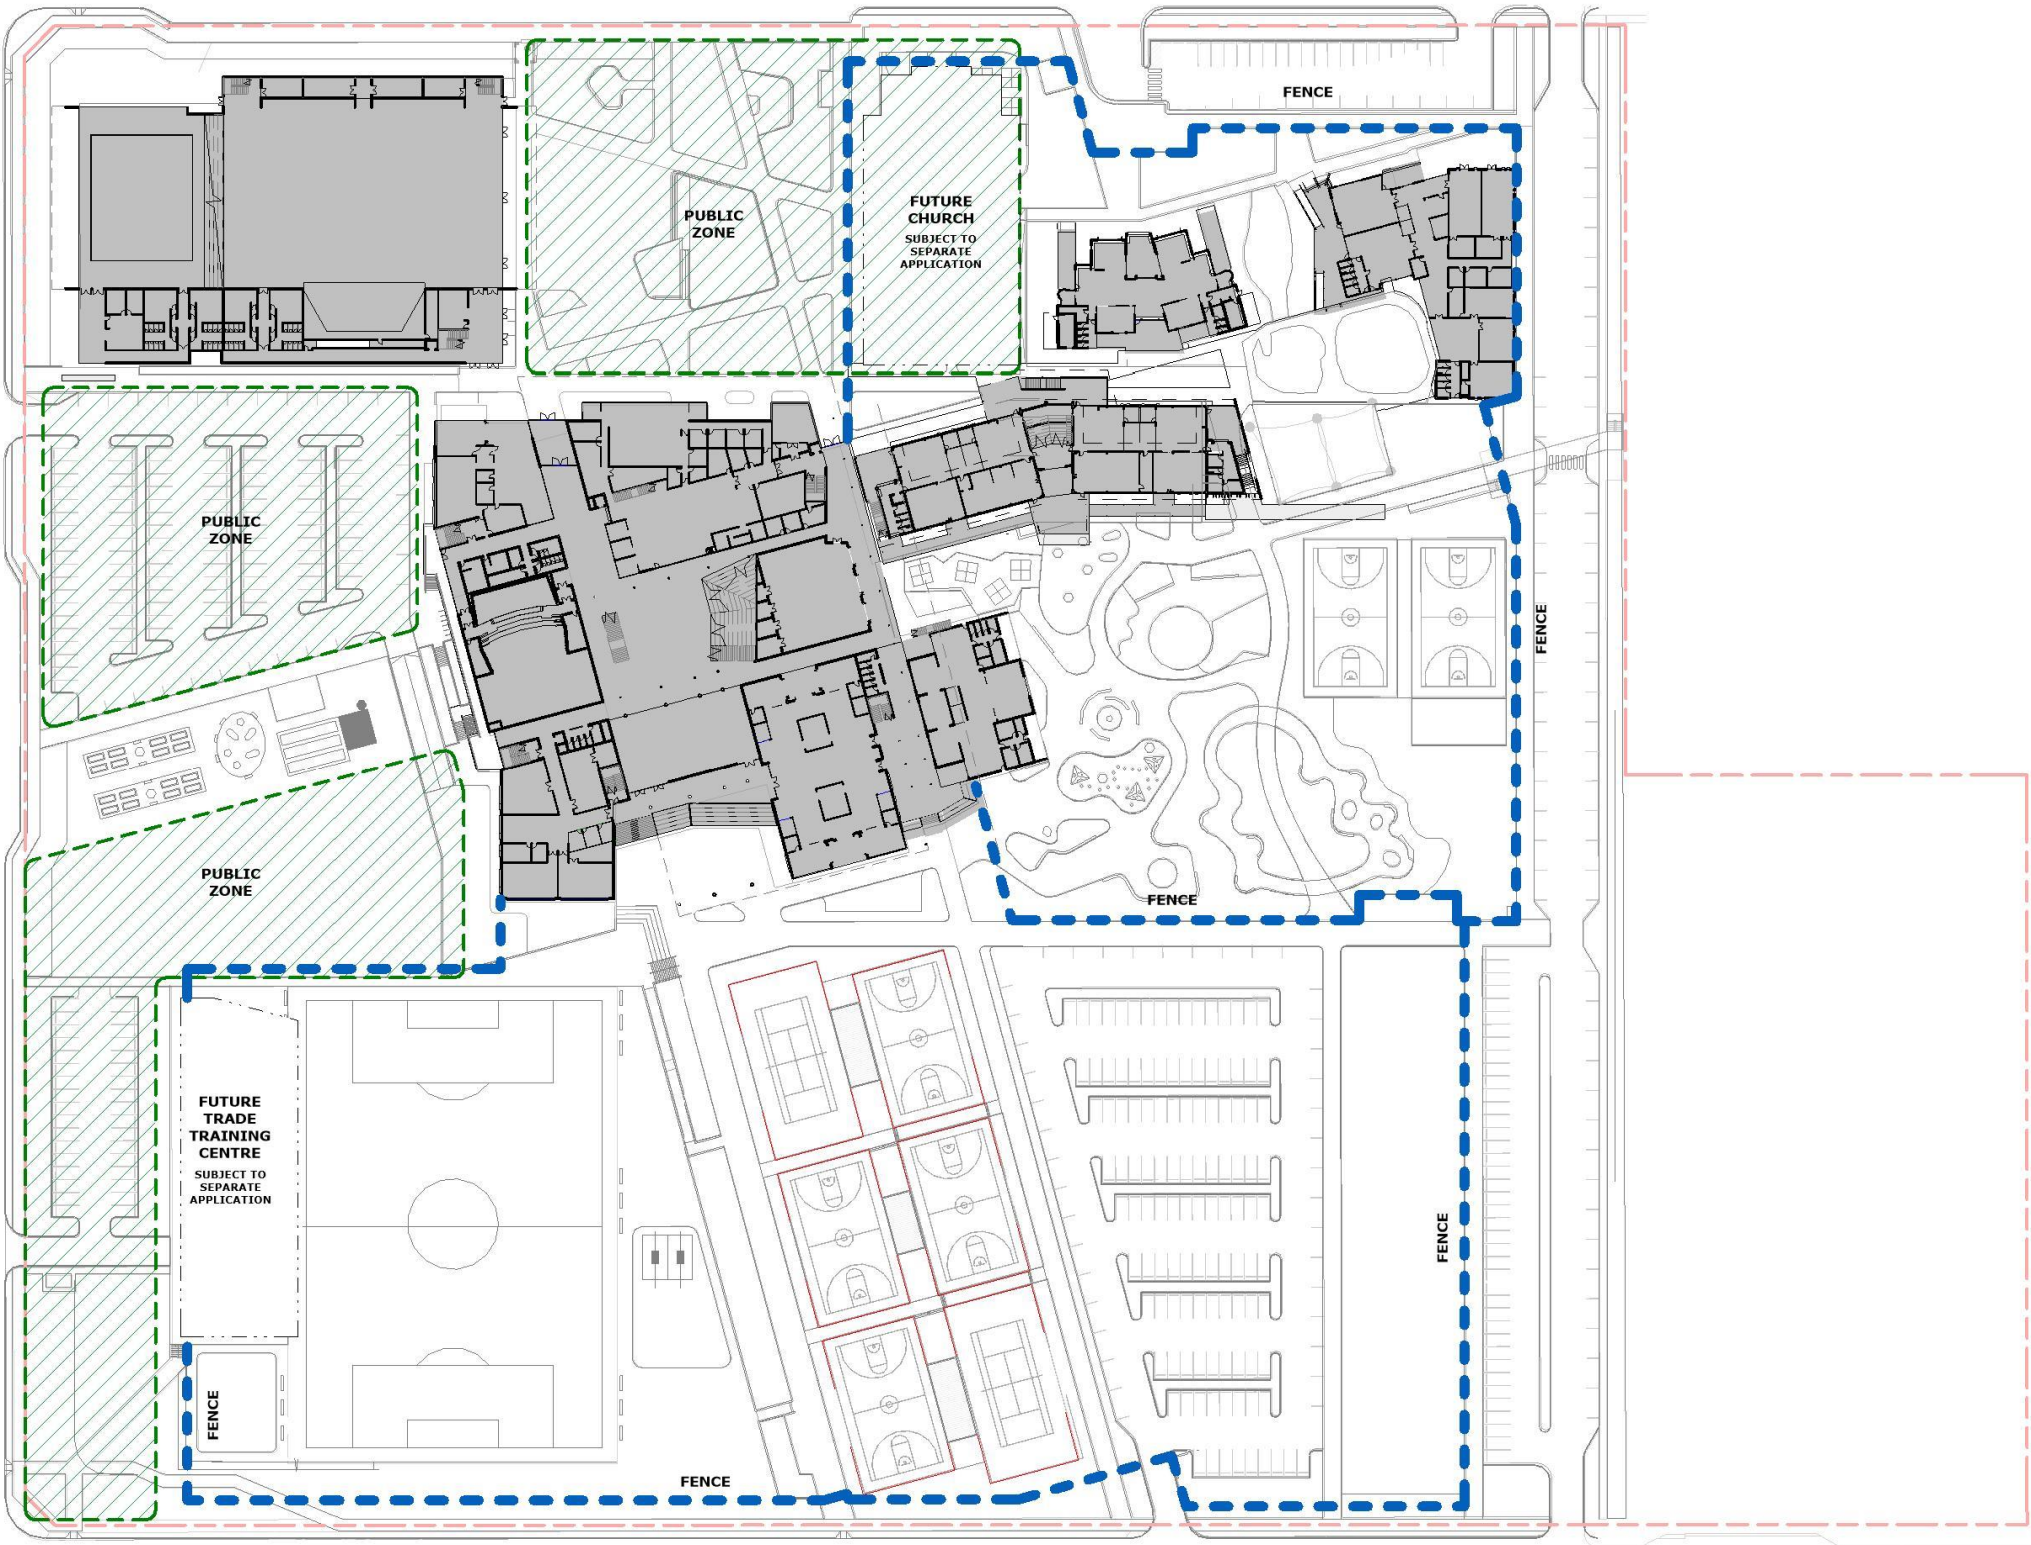 FENCE
PUBLIC
ZONE
FUTURE
CHURCH
SUBJECT TO
SEPARATE
APPLICATION
PUBLIC
ZONE
FENCE
PUBLIC
ZONE
FENCE
FUTURE
TRADE
TRAINING
CENTRE
SUBJECT TO
SEPARATE
APPLICATION
FENCE
FENCE
FENCE